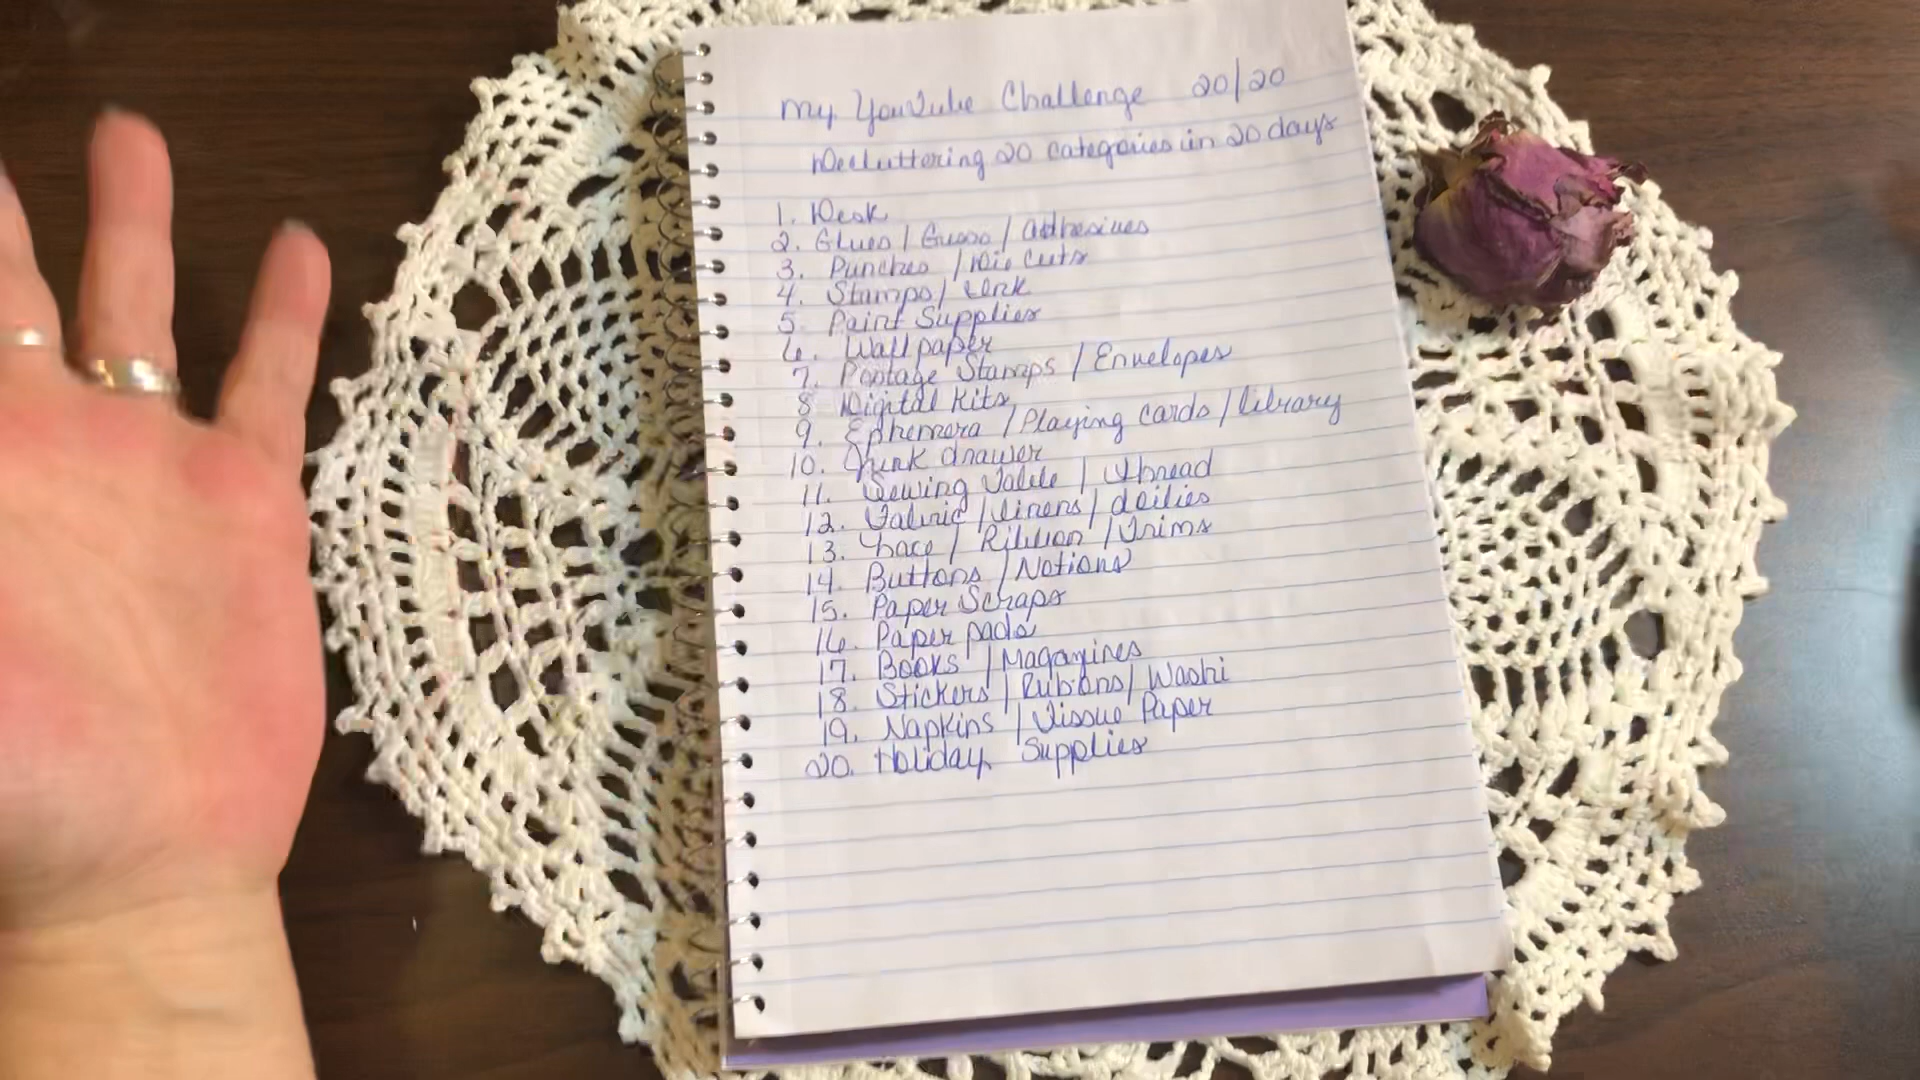 My YouTube Challenge 20/20
Decluttering 20 categories in 20 days
1. Desk
2. Glues / Gesso / Adhesives
3. Punches / Die Cuts
4. Stamps / Ink
5. Paint Supplies
6. Wallpaper
7. Postage Stamps / Envelopes
8 Digital Kits
9. Ephemera / Playing Cards / library
10. Junk drawer
11. Sewing Table / Thread
12. Fabric / Linens / doilies
13. Lace / Ribbon / Trims
14. Buttons / Notions
15. Paper Scraps
16. Paper pads
17. Books / Magazines
18. Stickers / Rubons / Washi
19. Napkins / Tissue Paper
20. Holiday Supplies